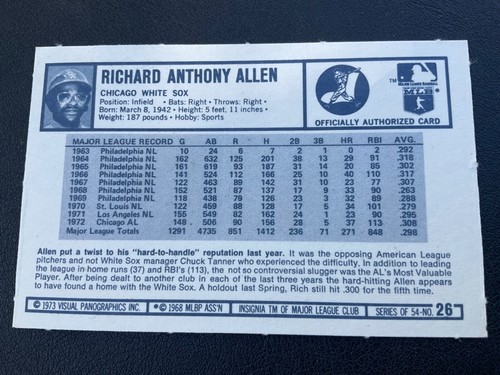 RICHARD ANTHONY ALLEN
CHICAGO WHITE SOX
Position: Infield • Bats: Right • Throws: Right •
Born: March 8, 1942 • Height: 5 feet, 11 inches •
Weight: 187 pounds • Hobby: Sports
MLB
OFFICIALLY AUTHORIZED CARD
MAJOR LEAGUE RECORD G AB R H 2B 3B HR RBI AVG.
1963 Philadelphia NL 10 24 6 7 2 1 0 2 .292
1964 Philadelphia NL 162 632 125 201 38 13 29 91 .318
1965 Philadelphia NL 161 619 93 187 31 14 20 85 .302
1966 Philadelphia NL 141 524 112 166 25 10 40 110 .317
1967 Philadelphia NL 122 463 89 142 31 10 23 77 .307
1968 Philadelphia NL 152 521 87 137 17 9 33 90 .263
1969 Philadelphia NL 118 438 79 126 23 3 32 89 .288
1970 St. Louis NL 122 459 88 128 17 5 34 101 .279
1971 Los Angeles NL 155 549 82 162 24 1 23 90 .295
1972 Chicago AL 148 506 90 156 28 5 37 113 .308
Major League Totals 1291 4735 851 1412 236 71 271 848 .298
Allen put a twist to his "hard-to-handle" reputation last year. It was the opposing American League
pitchers and not White Sox manager Chuck Tanner who experienced the difficulty. In addition to leading
the league in home runs (37) and RBI's (113), the not so controversial slugger was the AL's Most Valuable
Player. After being dealt to another club in each of the last three years the hard-hitting Allen appears
to have found a home with the White Sox. A holdout last Spring, Rich still hit .300 for the fifth time.
© 1973 VISUAL PANOGRAPHICS INC. • © 1968 MLBP ASS'N INSIGNIA TM OF MAJOR LEAGUE CLUB SERIES OF 54-NO. 26